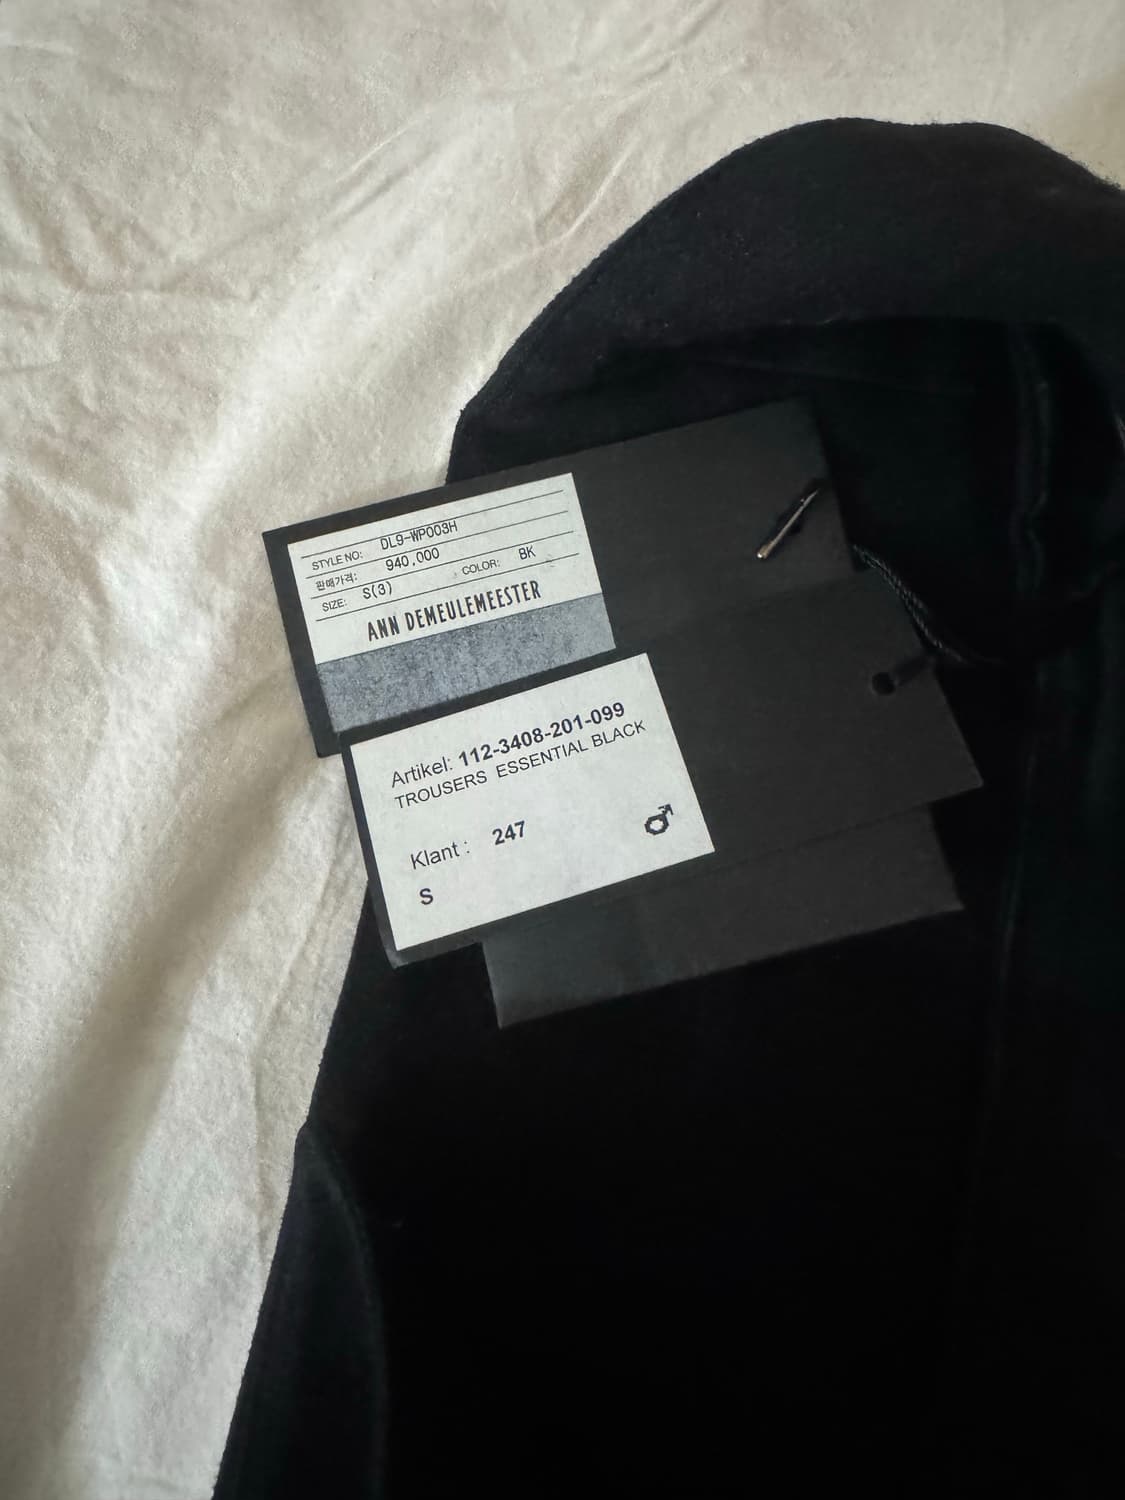 STYLE NO: DL9-WP003H
판매가격: 940,000
SIZE: S(3) COLOR: BK
ANN DEMEULEMEESTER
Artikel: 112-3408-201-099
TROUSERS ESSENTIAL BLACK
Klant : 247
S